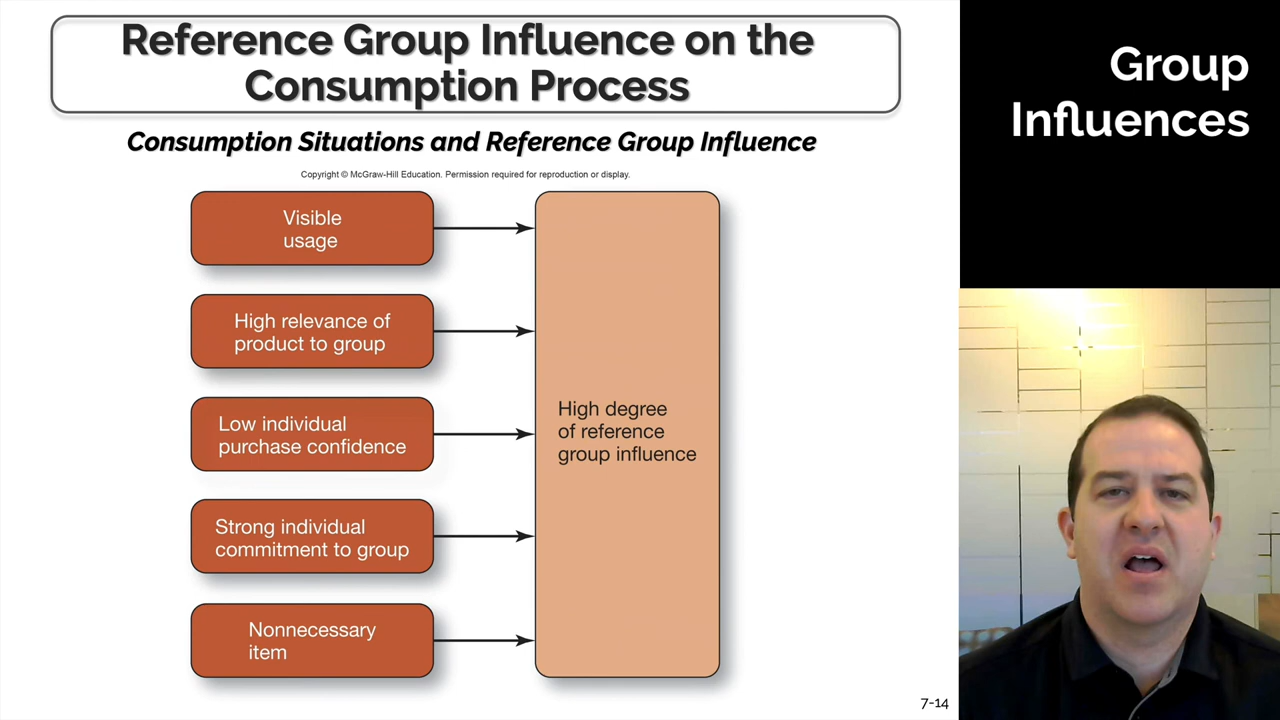 Reference Group Influence on the
Consumption Process
Consumption Situations and Reference Group Influence
Copyright © McGraw-Hill Education. Permission required for reproduction or display.
Visible
usage
High relevance of
product to group
Low individual
purchase confidence
Strong individual
commitment to group
Nonnecessary
item
High degree
of reference
group influence
7-14
Group
Influences